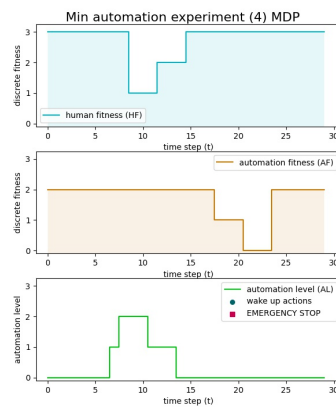 Min automation experiment (4) MDP
3
2
1
0
discrete fitness
human fitness (HF)
0 5 10 15 20 25 30
time step (t)
3
2
1
0
discrete fitness
automation fitness (AF)
0 5 10 15 20 25 30
time step (t)
3
2
1
0
automation level
automation level (AL)
wake up actions
EMERGENCY STOP
0 5 10 15 20 25 30
time step (t)